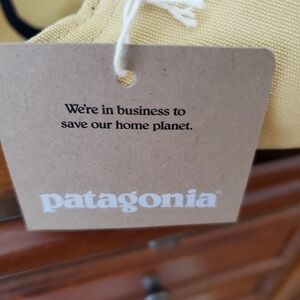 We're in business to
save our home planet.
patagonia®